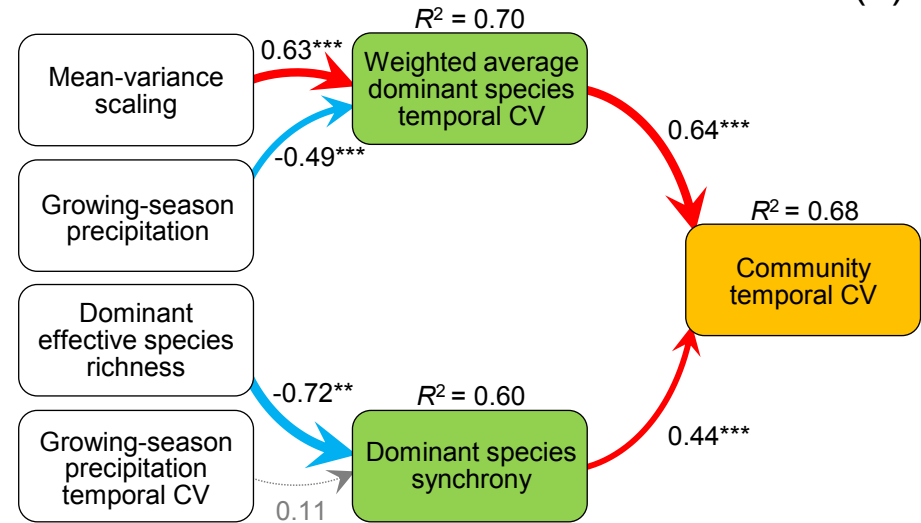 R² = 0.70
Mean-variance
scaling
0.63***
Weighted average
dominant species
temporal CV
-0.49***
0.64***
Growing-season
precipitation
R² = 0.68
Community
temporal CV
Dominant
effective species
richness
-0.72**
R² = 0.60
Growing-season
precipitation
temporal CV
0.11
Dominant species
synchrony
0.44***